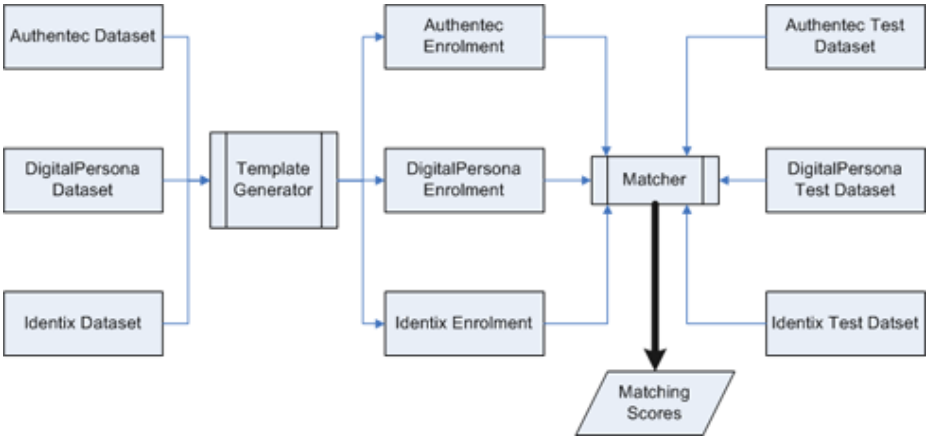 Authentec Dataset
DigitalPersona
Dataset
Identix Dataset
Template
Generator
Authentec
Enrolment
DigitalPersona
Enrolment
Identix Enrolment
Matcher
Matching
Scores
Authentec Test
Dataset
DigitalPersona
Test Dataset
Identix Test Datset